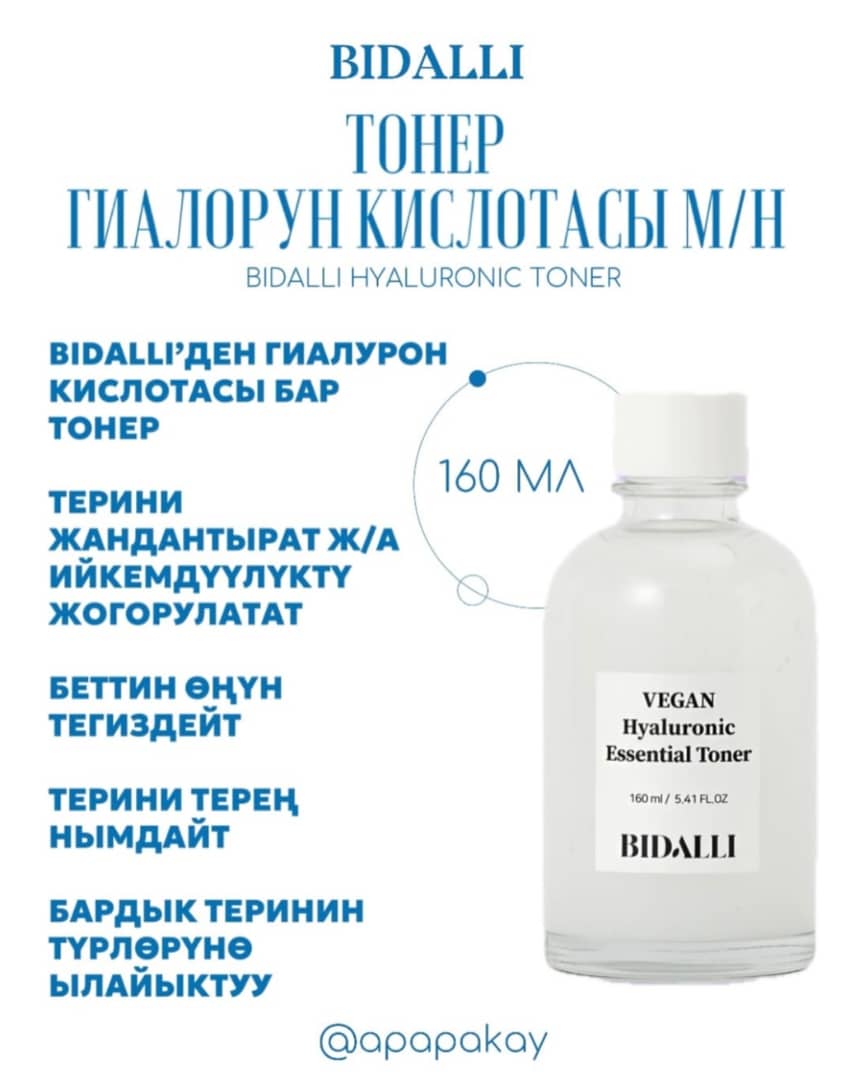 BIDALLI
ТОНЕР
ГИАЛОРУН КИСЛОТАСЫ М/Н
BIDALLI HYALURONIC TONER
BIDALLI’ДЕН ГИАЛУРОН
КИСЛОТАСЫ БАР
ТОНЕР
160 МЛ
ТЕРИНИ
ЖАНДАНТЫРАТ Ж/А
ИЙКЕМДҮҮЛҮКТҮ
ЖОГОРУЛАТАТ
БЕТТИН ӨҢҮН
ТЕГИЗДЕЙТ
ТЕРИНИ ТЕРЕҢ
НЫМДАЙТ
БАРДЫК ТЕРИНИН
ТҮРЛӨРҮНӨ
ЫЛАЙЫКТУУ
VEGAN
Hyaluronic
Essential Toner
160 ml / 5.41 FL.OZ
BIDALLI
@apapakay